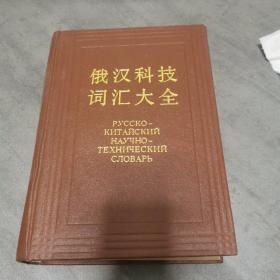 俄汉科技
词汇大全
РУССКО-
КИТАЙСКИЙ
НАУЧНО-
ТЕХНИЧЕСКИЙ
СЛОВАРЬ